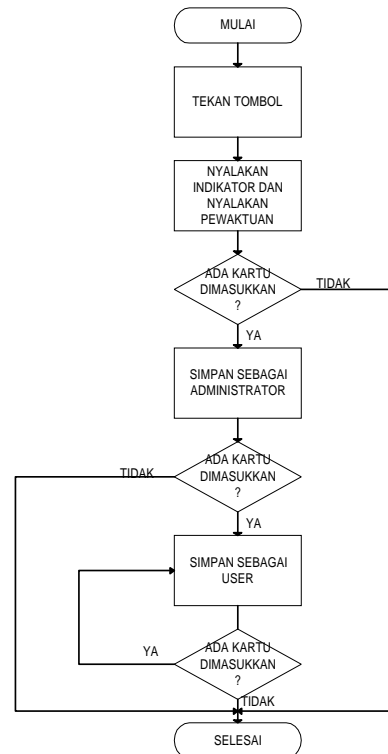 MULAI
TEKAN TOMBOL
NYALAKAN
INDIKATOR DAN
NYALAKAN
PEWAKTUAN
ADA KARTU
DIMASUKKAN
?
TIDAK
YA
SIMPAN SEBAGAI
ADMINISTRATOR
ADA KARTU
DIMASUKKAN
?
TIDAK
YA
SIMPAN SEBAGAI
USER
ADA KARTU
DIMASUKKAN
?
YA
TIDAK
SELESAI